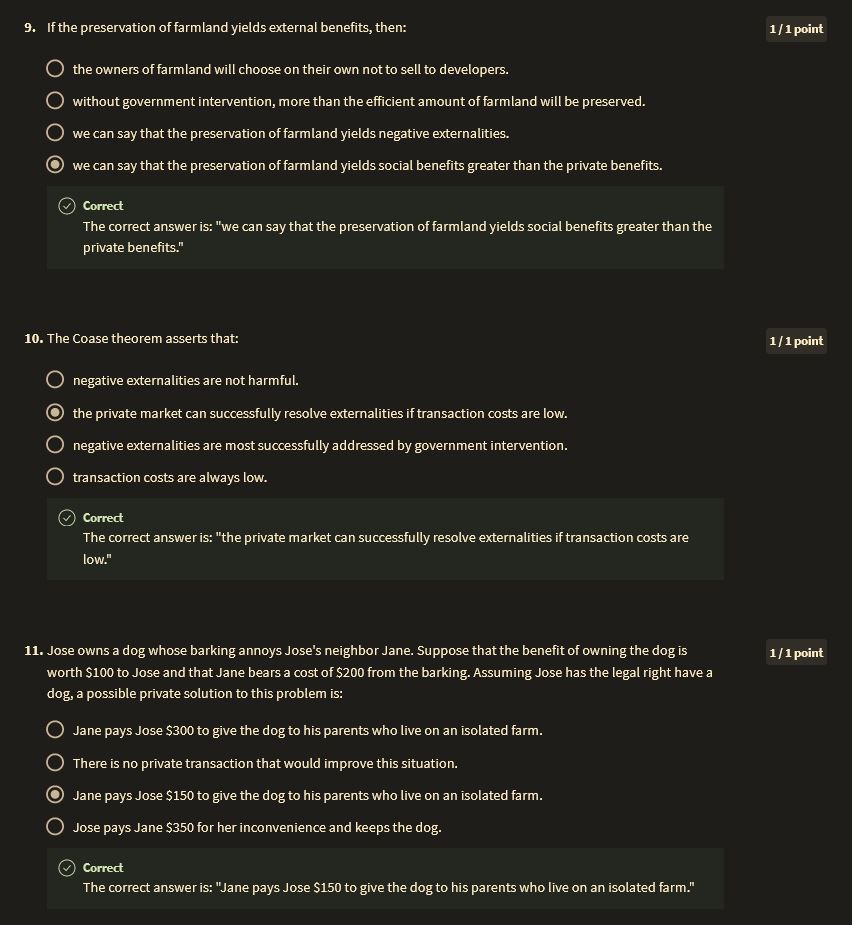 9. If the preservation of farmland yields external benefits, then:
1 / 1 point
the owners of farmland will choose on their own not to sell to developers.
without government intervention, more than the efficient amount of farmland will be preserved.
we can say that the preservation of farmland yields negative externalities.
we can say that the preservation of farmland yields social benefits greater than the private benefits.
Correct
The correct answer is: "we can say that the preservation of farmland yields social benefits greater than the
private benefits."
10. The Coase theorem asserts that:
1 / 1 point
negative externalities are not harmful.
the private market can successfully resolve externalities if transaction costs are low.
negative externalities are most successfully addressed by government intervention.
transaction costs are always low.
Correct
The correct answer is: "the private market can successfully resolve externalities if transaction costs are
low."
11. Jose owns a dog whose barking annoys Jose's neighbor Jane. Suppose that the benefit of owning the dog is
1 / 1 point
worth $100 to Jose and that Jane bears a cost of $200 from the barking. Assuming Jose has the legal right have a
dog, a possible private solution to this problem is:
Jane pays Jose $300 to give the dog to his parents who live on an isolated farm.
There is no private transaction that would improve this situation.
Jane pays Jose $150 to give the dog to his parents who live on an isolated farm.
Jose pays Jane $350 for her inconvenience and keeps the dog.
Correct
The correct answer is: "Jane pays Jose $150 to give the dog to his parents who live on an isolated farm."